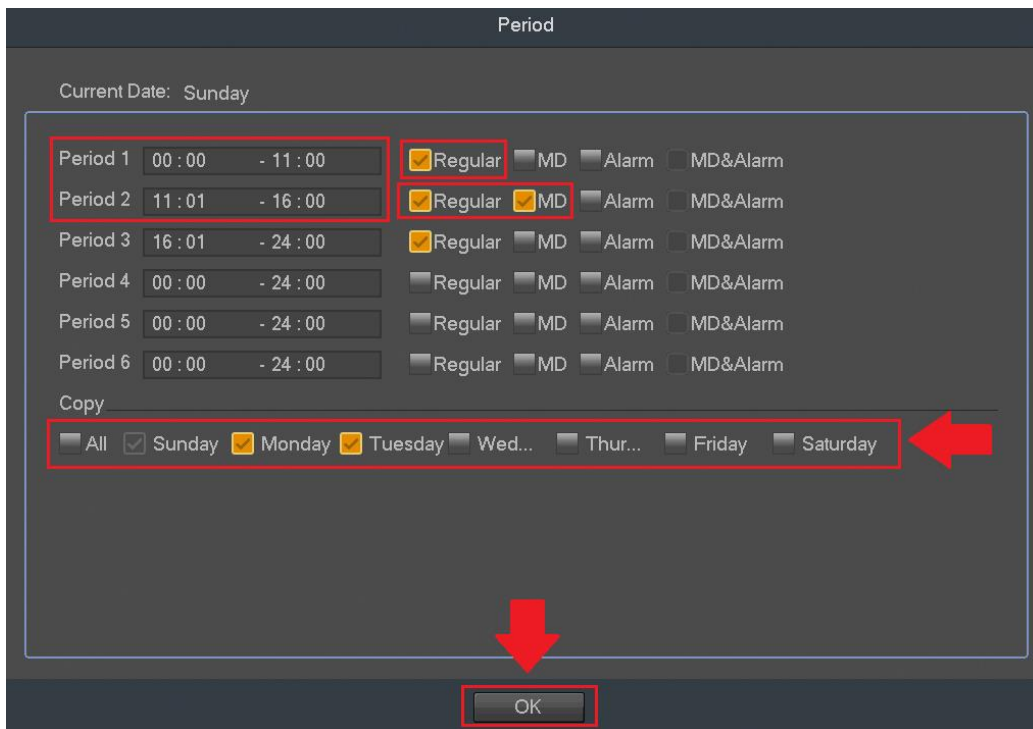 Period
Current Date: Sunday
Period 1 00 : 00 - 11 : 00 Regular MD Alarm MD&Alarm
Period 2 11 : 01 - 16 : 00 Regular MD Alarm MD&Alarm
Period 3 16 : 01 - 24 : 00 Regular MD Alarm MD&Alarm
Period 4 00 : 00 - 24 : 00 Regular MD Alarm MD&Alarm
Period 5 00 : 00 - 24 : 00 Regular MD Alarm MD&Alarm
Period 6 00 : 00 - 24 : 00 Regular MD Alarm MD&Alarm
Copy
All Sunday Monday Tuesday Wed... Thur... Friday Saturday
OK